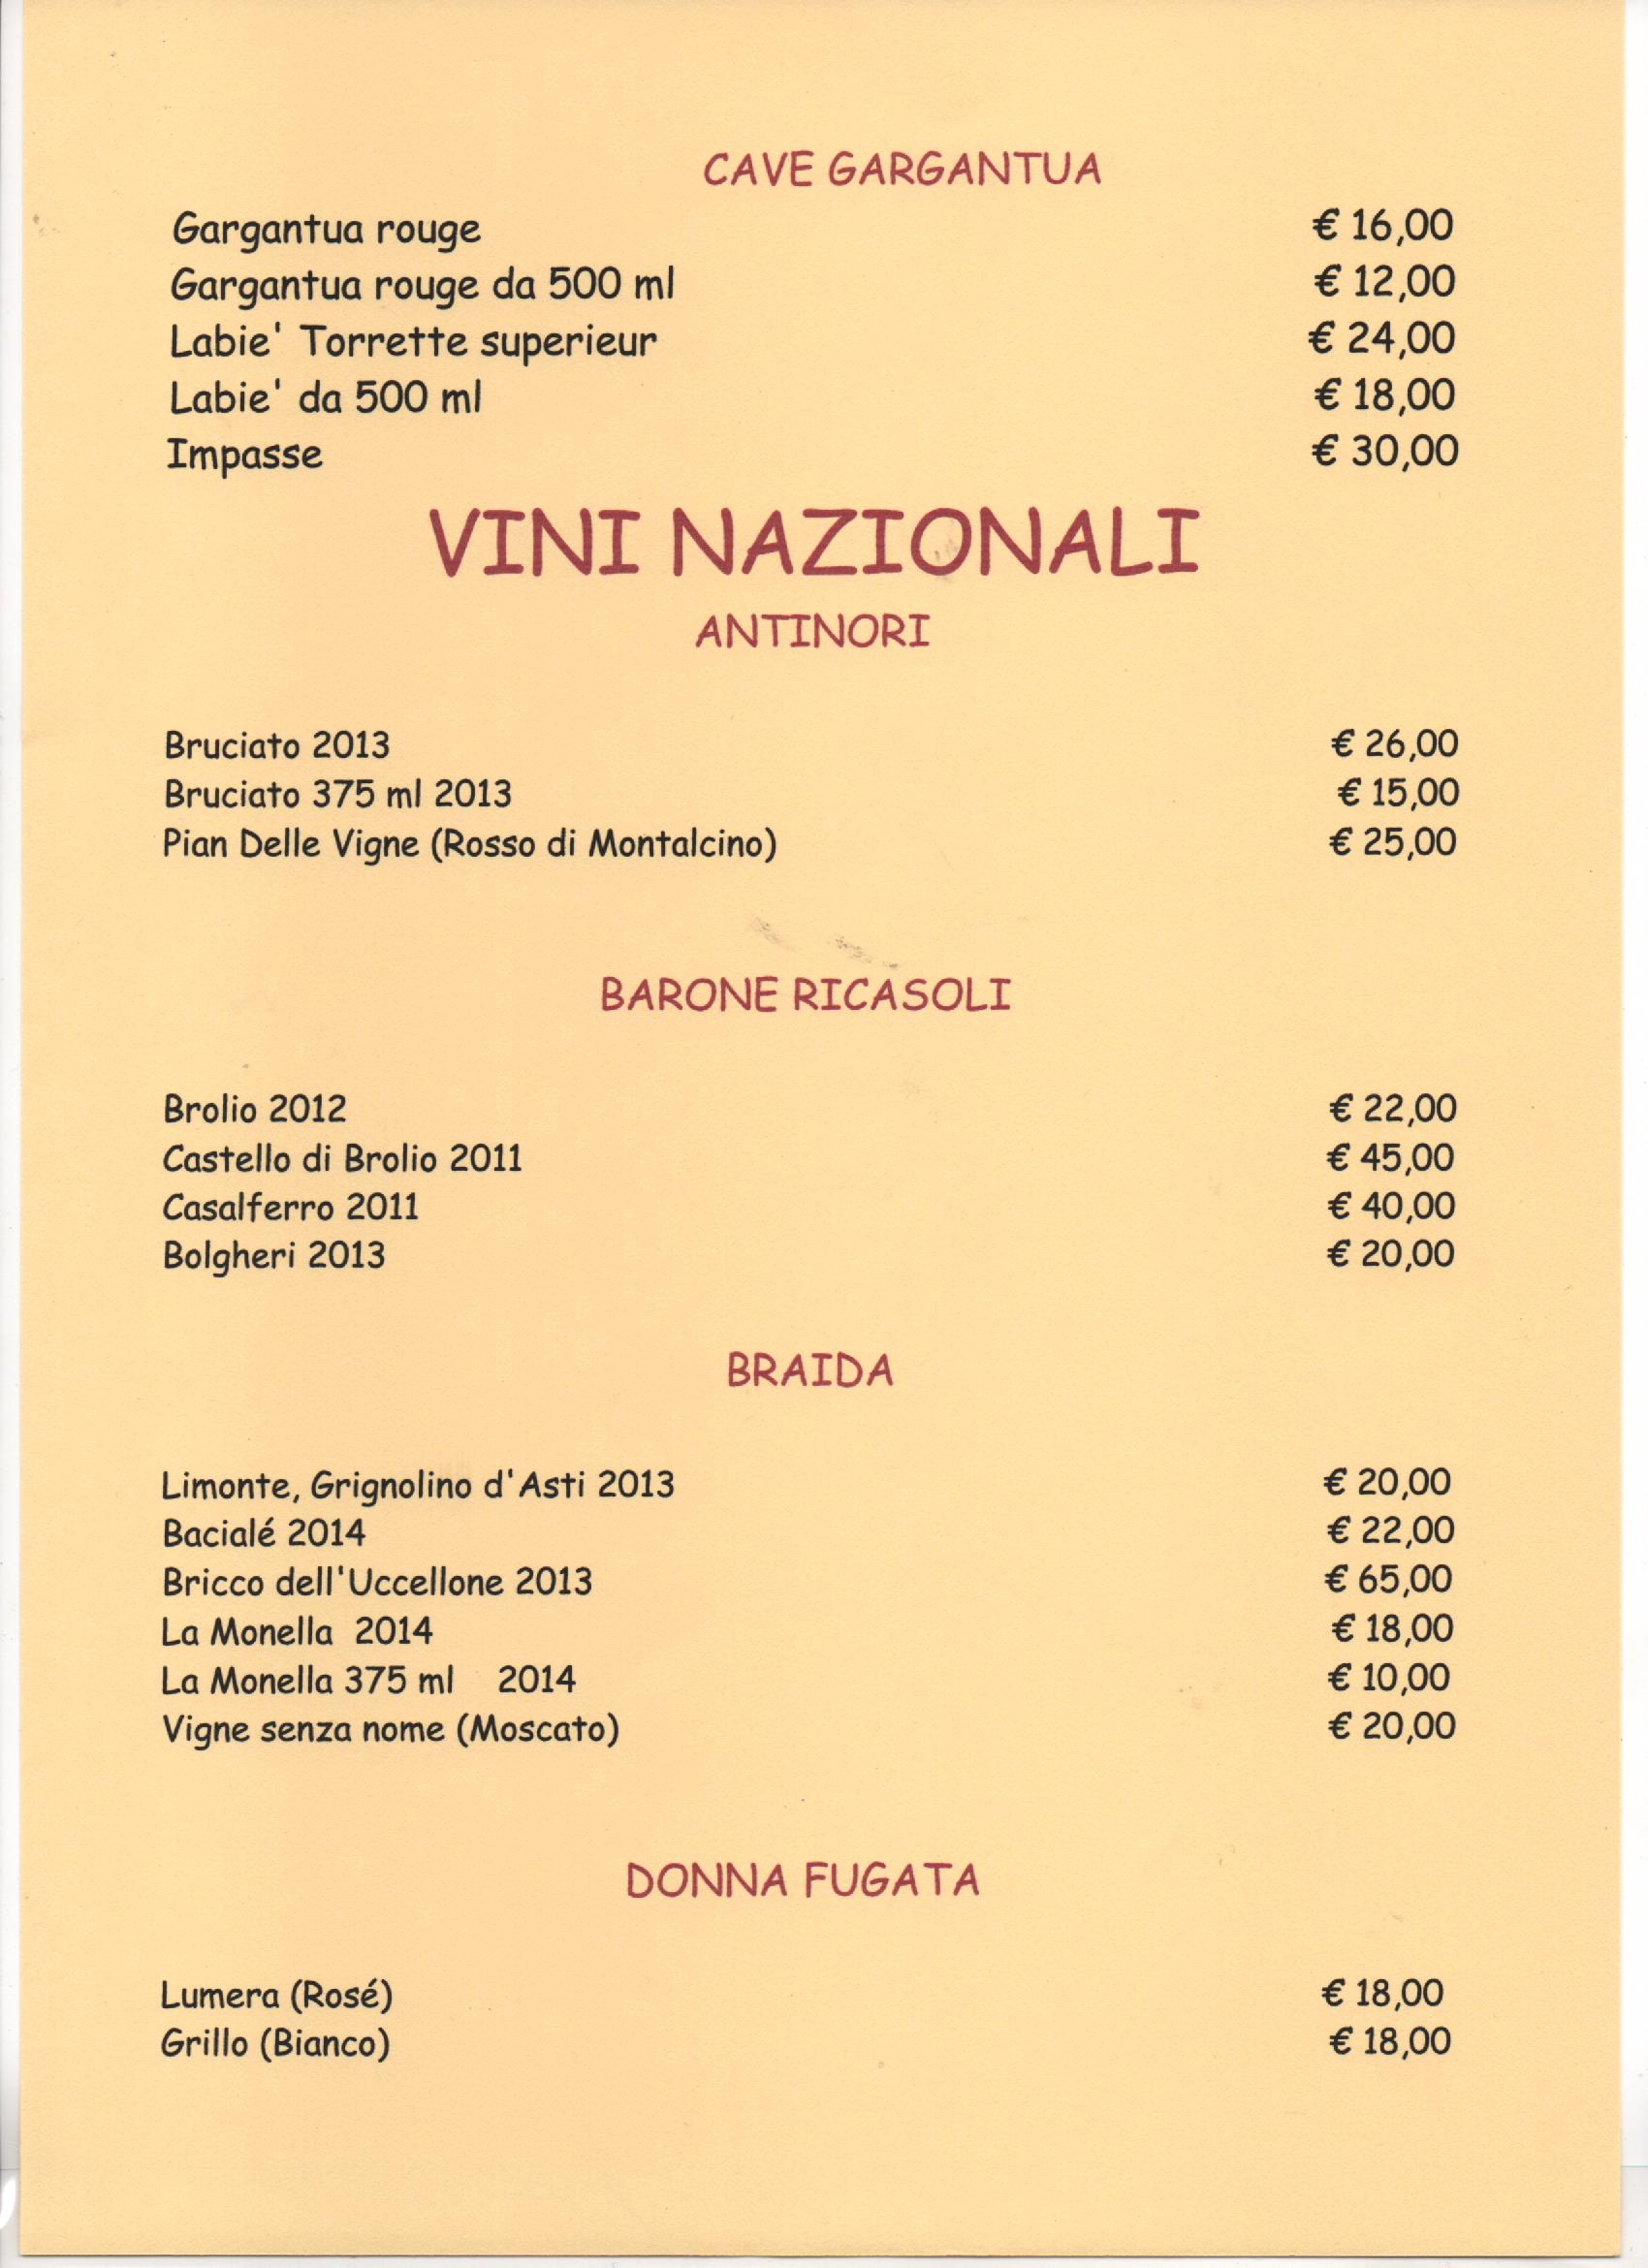 CAVE GARGANTUA
Gargantua rouge € 16,00
Gargantua rouge da 500 ml € 12,00
Labie' Torrette superieur € 24,00
Labie' da 500 ml € 18,00
Impasse € 30,00
VINI NAZIONALI
ANTINORI
Bruciato 2013 € 26,00
Bruciato 375 ml 2013 € 15,00
Pian Delle Vigne (Rosso di Montalcino) € 25,00
BARONE RICASOLI
Brolio 2012 € 22,00
Castello di Brolio 2011 € 45,00
Casalferro 2011 € 40,00
Bolgheri 2013 € 20,00
BRAIDA
Limonte, Grignolino d'Asti 2013 € 20,00
Bacialé 2014 € 22,00
Bricco dell'Uccellone 2013 € 65,00
La Monella 2014 € 18,00
La Monella 375 ml 2014 € 10,00
Vigne senza nome (Moscato) € 20,00
DONNA FUGATA
Lumera (Rosé) € 18,00
Grillo (Bianco) € 18,00